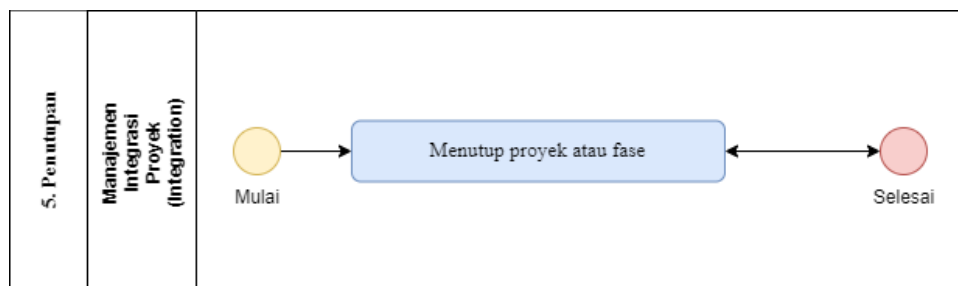 5. Penutupan
Manajemen
Integrasi
Proyek
(Integration)
Menutup proyek atau fase
Mulai
Selesai